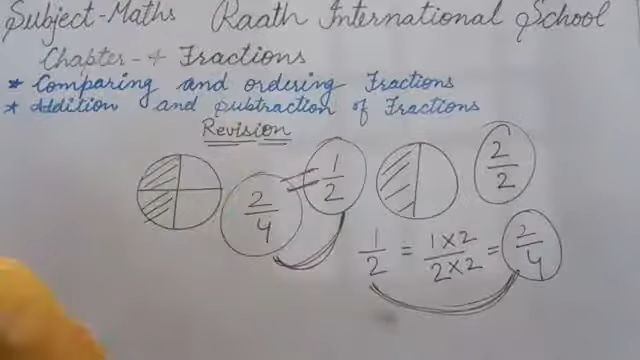 Subject-Maths Raath International School
Chapter-4 Fractions
* Comparing and ordering Fractions
* Addition and Subtraction of Fractions
Revision
2/4 = 1/2 2/2
1/2 = 1×2/2×2 = 2/4